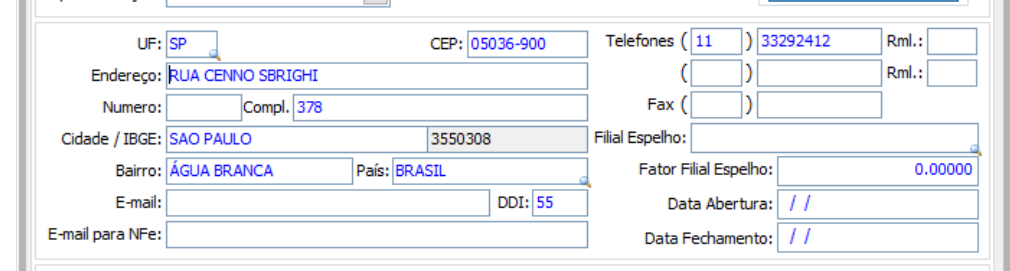 UF: SP CEP: 05036-900 Telefones ( 11 ) 33292412 Rml.:
Endereço: RUA CENNO SBRIGHI ( ) Rml.:
Numero: Compl. 378 Fax ( )
Cidade / IBGE: SAO PAULO 3550308 Filial Espelho:
Bairro: ÁGUA BRANCA País: BRASIL Fator Filial Espelho: 0.00000
E-mail: DDI: 55 Data Abertura: / /
E-mail para NFe: Data Fechamento: / /